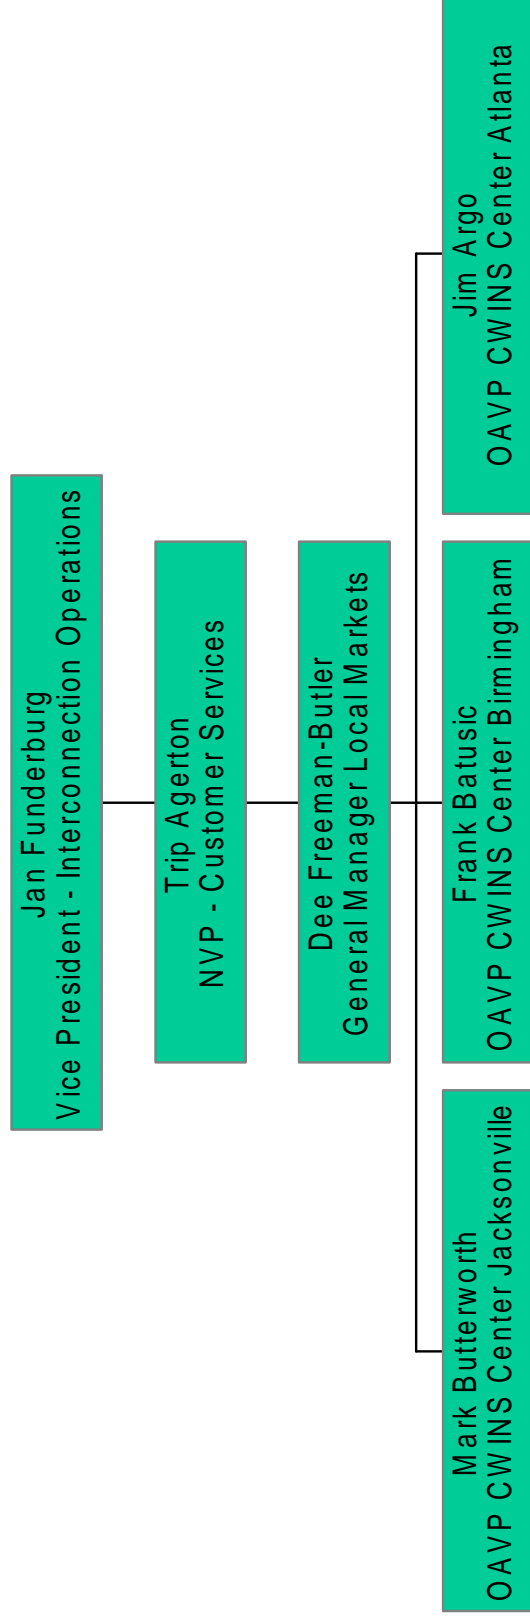 Jan Funderburg
Vice President - Interconnection Operations
Trip Agerton
NVP - Customer Services
Dee Freeman-Butler
General Manager Local Markets
Mark Butterworth
OAVP CWINS Center Jacksonville
Frank Batusic
OAVP CWINS Center Birmingham
Jim Argo
OAVP CWINS Center Atlanta